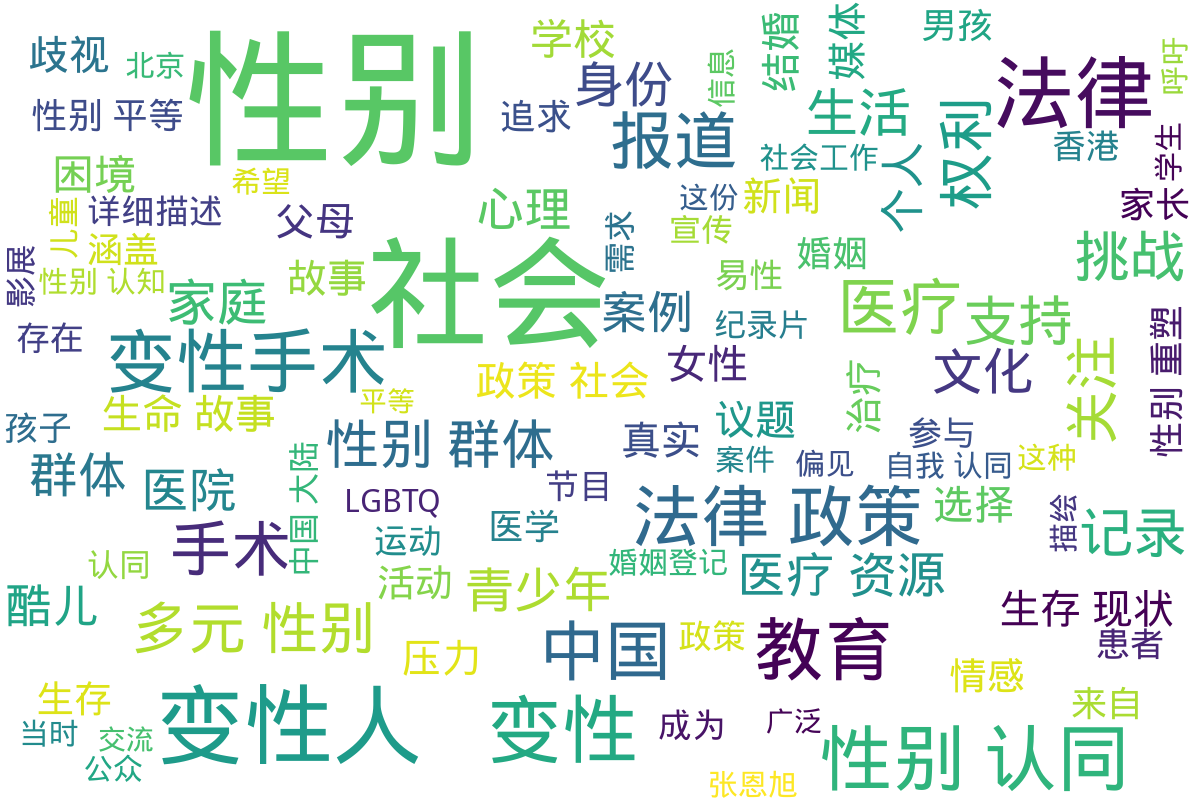 性别
社会
法律
歧视
北京
性别 平等
学校
身份
追求
报道
信息
结婚
媒体
男孩
呼吁
生活
权利
个人
社会工作
香港
学生
家长
困境
希望
儿童
详细描述
父母
心理
需求
这份
新闻
宣传
涵盖
影展
性别 认知
家庭
故事
案例
易性
婚姻
挑战
医疗
支持
纪录片
存在
变性手术
女性
文化
关注
性别 重塑
政策 社会
治疗
生命 故事
平等
孩子
性别 群体
真实
议题
参与
案件
偏见
自我 认同
这种
群体
医院
中国 大陆
LGBTQ
节目
法律 政策
选择
描绘
记录
手术
运动
医学
认同
活动
婚姻登记
医疗 资源
青少年
酷儿
多元 性别
压力
中国
政策
教育
生存 现状
患者
情感
生存
当时
交流
公众
变性人
变性
成为
广泛
来自
性别 认同
张恩旭